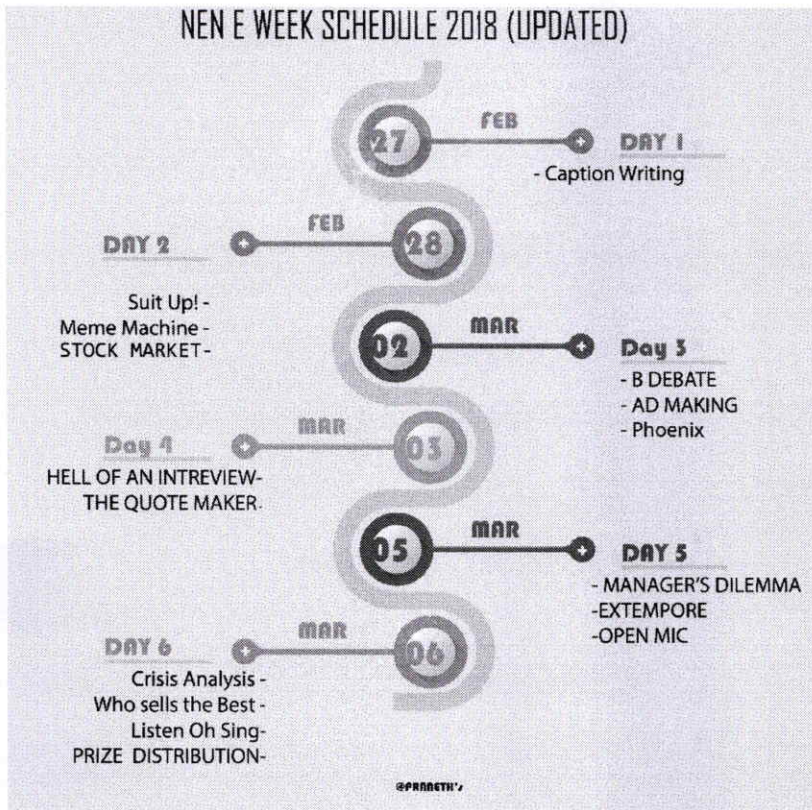 NEN E WEEK SCHEDULE 2018 (UPDATED)
27 FEB DAY 1
- Caption Writing
DAY 2 FEB 28
Suit Up! -
Meme Machine -
STOCK MARKET -
02 MAR Day 3
- B DEBATE
- AD MAKING
- Phoenix
Day 4 MAR 03
HELL OF AN INTREVIEW-
THE QUOTE MAKER-
05 MAR DAY 5
- MANAGER'S DILEMMA
-EXTEMPORE
-OPEN MIC
DAY 6 MAR 06
Crisis Analysis -
Who sells the Best -
Listen Oh Sing-
PRIZE DISTRIBUTION-